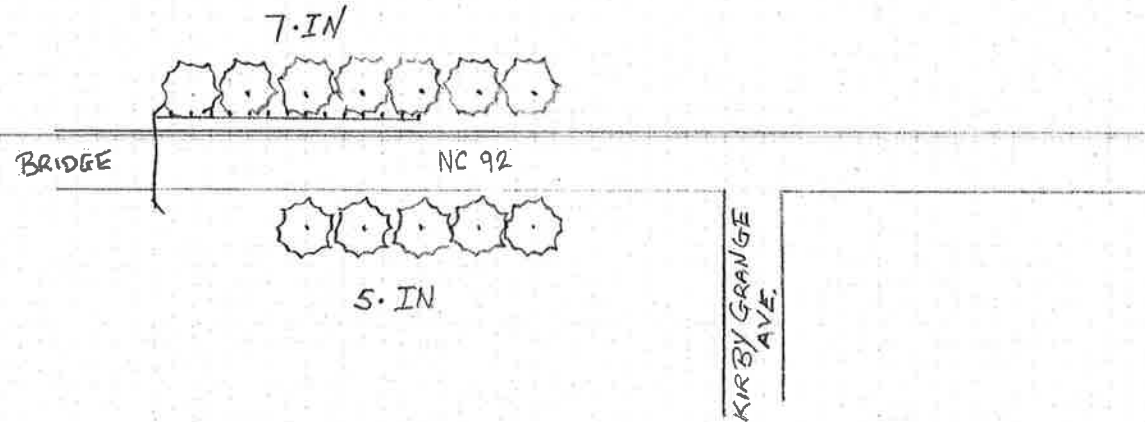 7·IN
BRIDGE
NC 92
5·IN
KIRBY GRANGE
AVE.